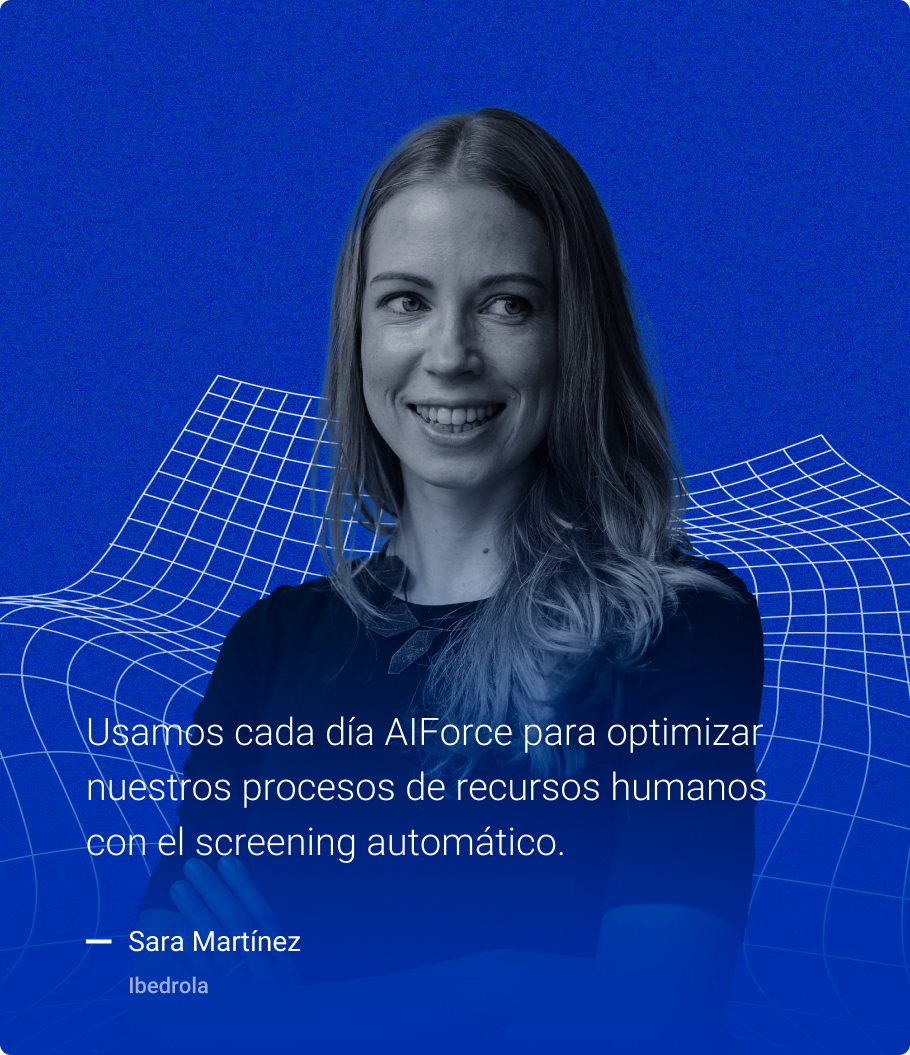 Usamos cada día AIForce para optimizar
nuestros procesos de recursos humanos
con el screening automático.
Sara Martínez
Ibedrola